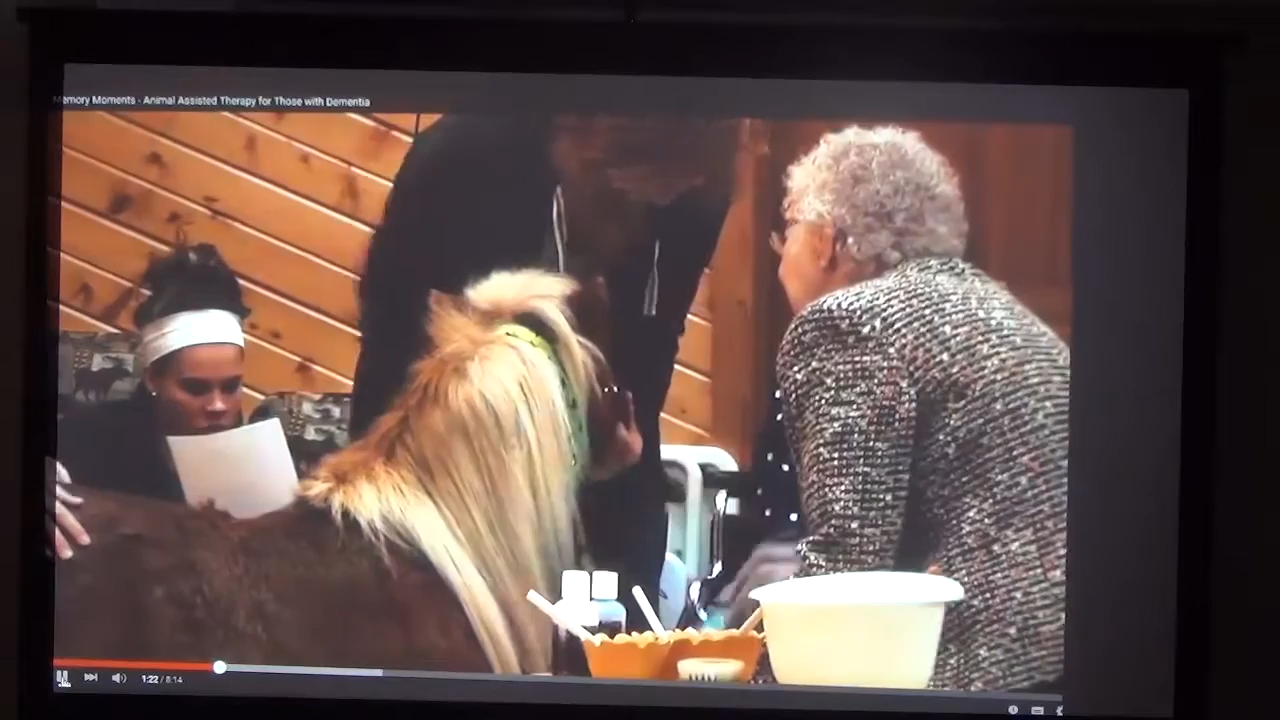 Memory Moments - Animal Assisted Therapy for Those with Dementia
1:22 / 8:14